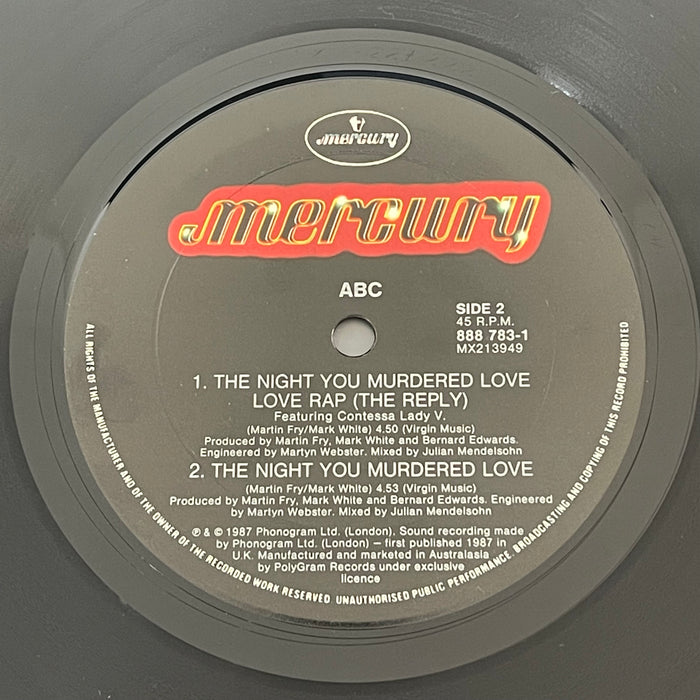 mercury
mercury
ABC
SIDE 2
45 R.P.M.
888 783-1
MX213949
1. THE NIGHT YOU MURDERED LOVE
LOVE RAP (THE REPLY)
Featuring Contessa Lady V.
(Martin Fry/Mark White) 4.50 (Virgin Music)
Produced by Martin Fry, Mark White and Bernard Edwards.
Engineered by Martyn Webster. Mixed by Julian Mendelsohn
2. THE NIGHT YOU MURDERED LOVE
(Martin Fry/Mark White) 4.53 (Virgin Music)
Produced by Martin Fry, Mark White and Bernard Edwards. Engineered
by Martyn Webster. Mixed by Julian Mendelsohn
℗ & © 1987 Phonogram Ltd. (London). Sound recording made
by Phonogram Ltd. (London) – first published 1987 in
U.K. Manufactured and marketed in Australasia
by PolyGram Records under exclusive
licence
ALL RIGHTS OF THE MANUFACTURER AND OF THE OWNER OF THE RECORDED WORK RESERVED UNAUTHORISED PUBLIC PERFORMANCE, BROADCASTING AND COPYING OF THIS RECORD PROHIBITED